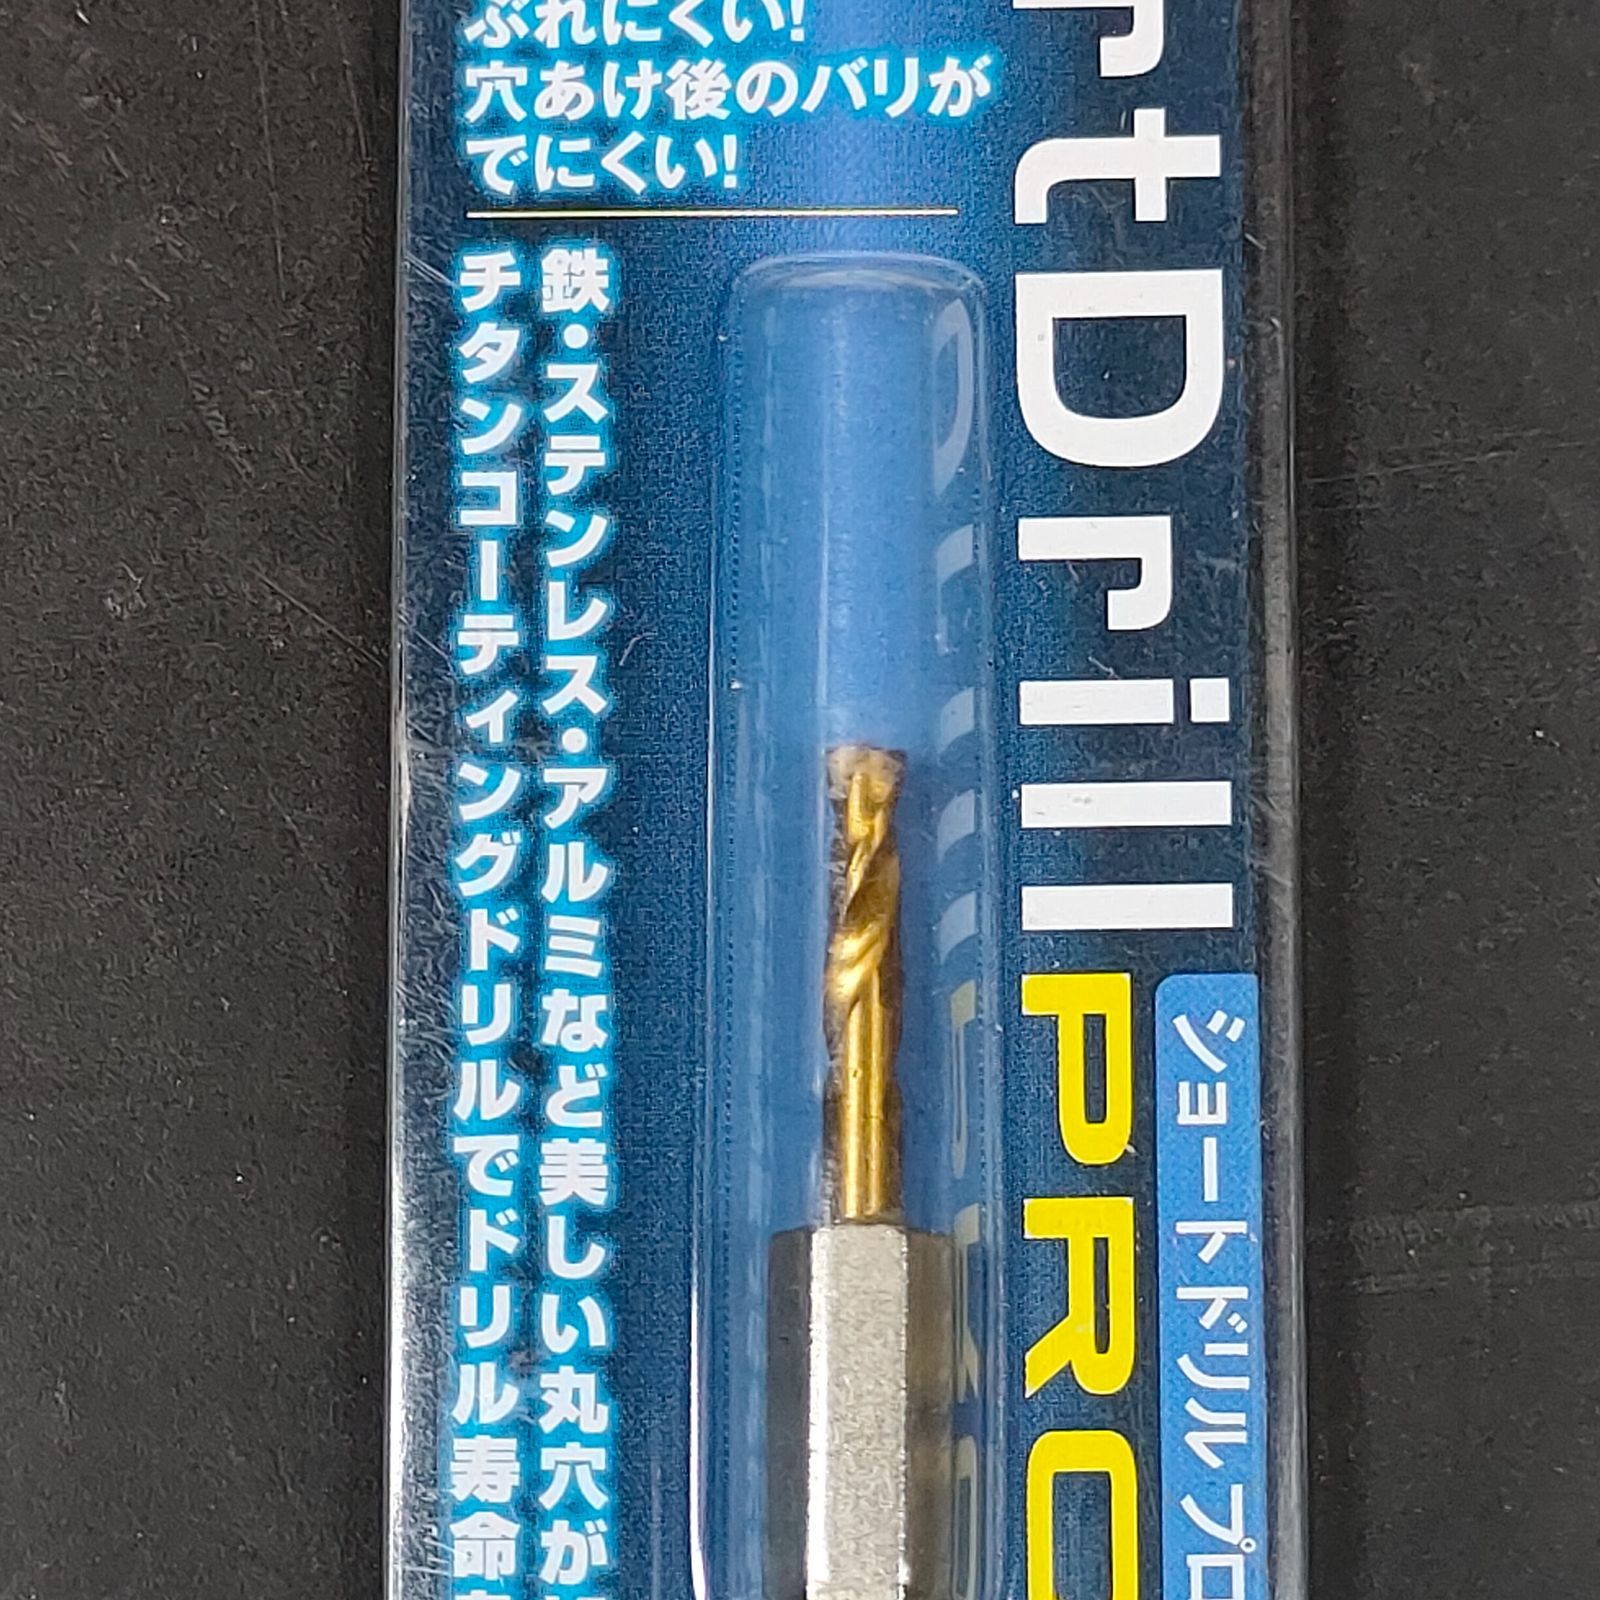 ぶれにくい!
穴あけ後のバリが
でにくい!
鉄・ステンレス・アルミなど美しい丸穴が
チタンコーティングドリルでドリル寿命
rtDrill PRO
ショートドリル プロ